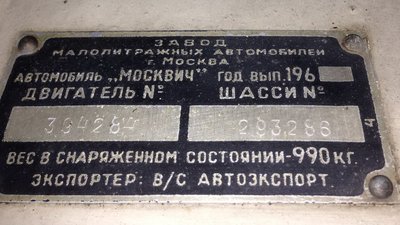 ЗАВОД
МАЛОЛИТРАЖНЫХ АВТОМОБИЛЕЙ
г. МОСКВА
АВТОМОБИЛЬ „МОСКВИЧ" ГОД ВЫП. 196
ДВИГАТЕЛЬ № ШАССИ №
293286
ВЕС В СНАРЯЖЕННОМ СОСТОЯНИИ-990 КГ.
ЭКСПОРТЕР В/С АВТОЭКСПОРТ.